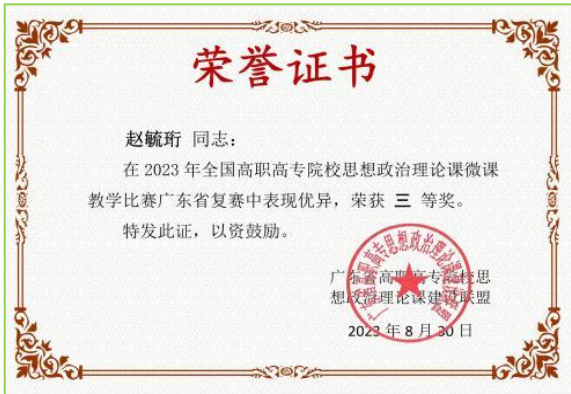 荣誉证书
赵毓珩 同志：
在 2023 年全国高职高专院校思想政治理论课微课
教学比赛广东省复赛中表现优异，荣获 三 等奖。
特发此证，以资鼓励。
广东省高职高专院校思
想政治理论课建设联盟
2023 年 8 月 30 日